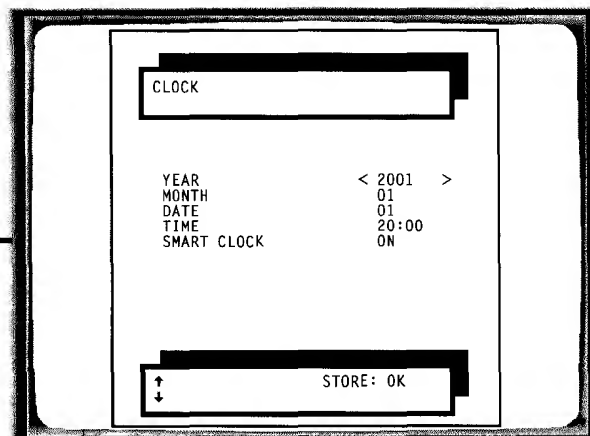 CLOCK
YEAR < 2001 >
MONTH 01
DATE 01
TIME 20:00
SMART CLOCK ON
↑ STORE: OK
↓